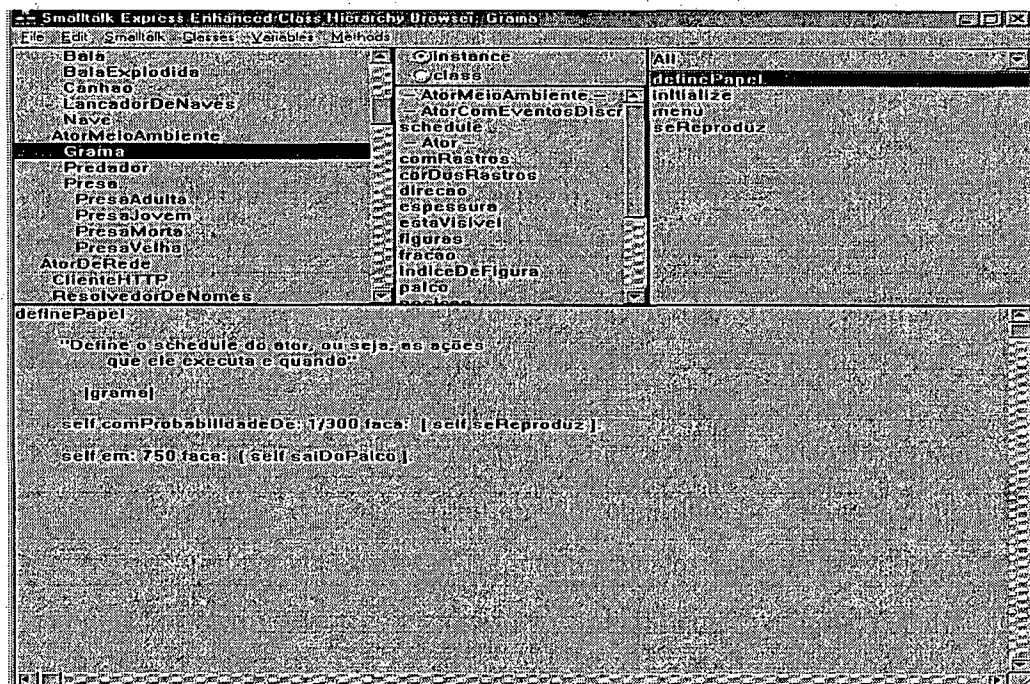 Smalltalk Express Enhanced Class Hierarchy Browser: Grama
File Edit Smalltalk Classes Variables Methods
Bala
BalaExplodida
Canhao
LancadorDeNaves
Nave
AtorMeioAmbiente
Grama
Predador
Presa
PresaAdulta
PresaJovem
PresaMorta
PresaVelha
AtorDeRede
ClienteHTTP
ResolvedorDeNomes
instance
class
— AtorMeioAmbiente —
— AtorComEventosDiscr
schedule
— Ator —
comRastros
corDosRastros
direcao
espessura
estaVisivel
figuras
fracao
indiceDeFigura
palco
All
definePapel
initialize
menu
seReproduz
definePapel
"Define o schedule do ator, ou seja, as ações
que ele executa e quando"
|grama|
self comProbabilidadeDe: 1/300 faca: [ self seReproduz ].
self em: 750 faca: [ self saiDoPalco ].